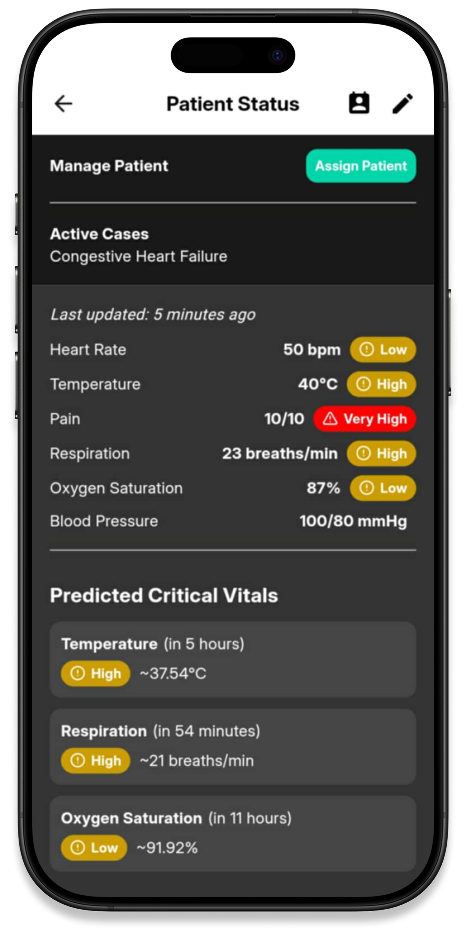 Patient Status
Manage Patient Assign Patient
Active Cases
Congestive Heart Failure
Last updated: 5 minutes ago
Heart Rate 50 bpm Low
Temperature 40°C High
Pain 10/10 Very High
Respiration 23 breaths/min High
Oxygen Saturation 87% Low
Blood Pressure 100/80 mmHg
Predicted Critical Vitals
Temperature (in 5 hours)
High ~37.54°C
Respiration (in 54 minutes)
High ~21 breaths/min
Oxygen Saturation (in 11 hours)
Low ~91.92%